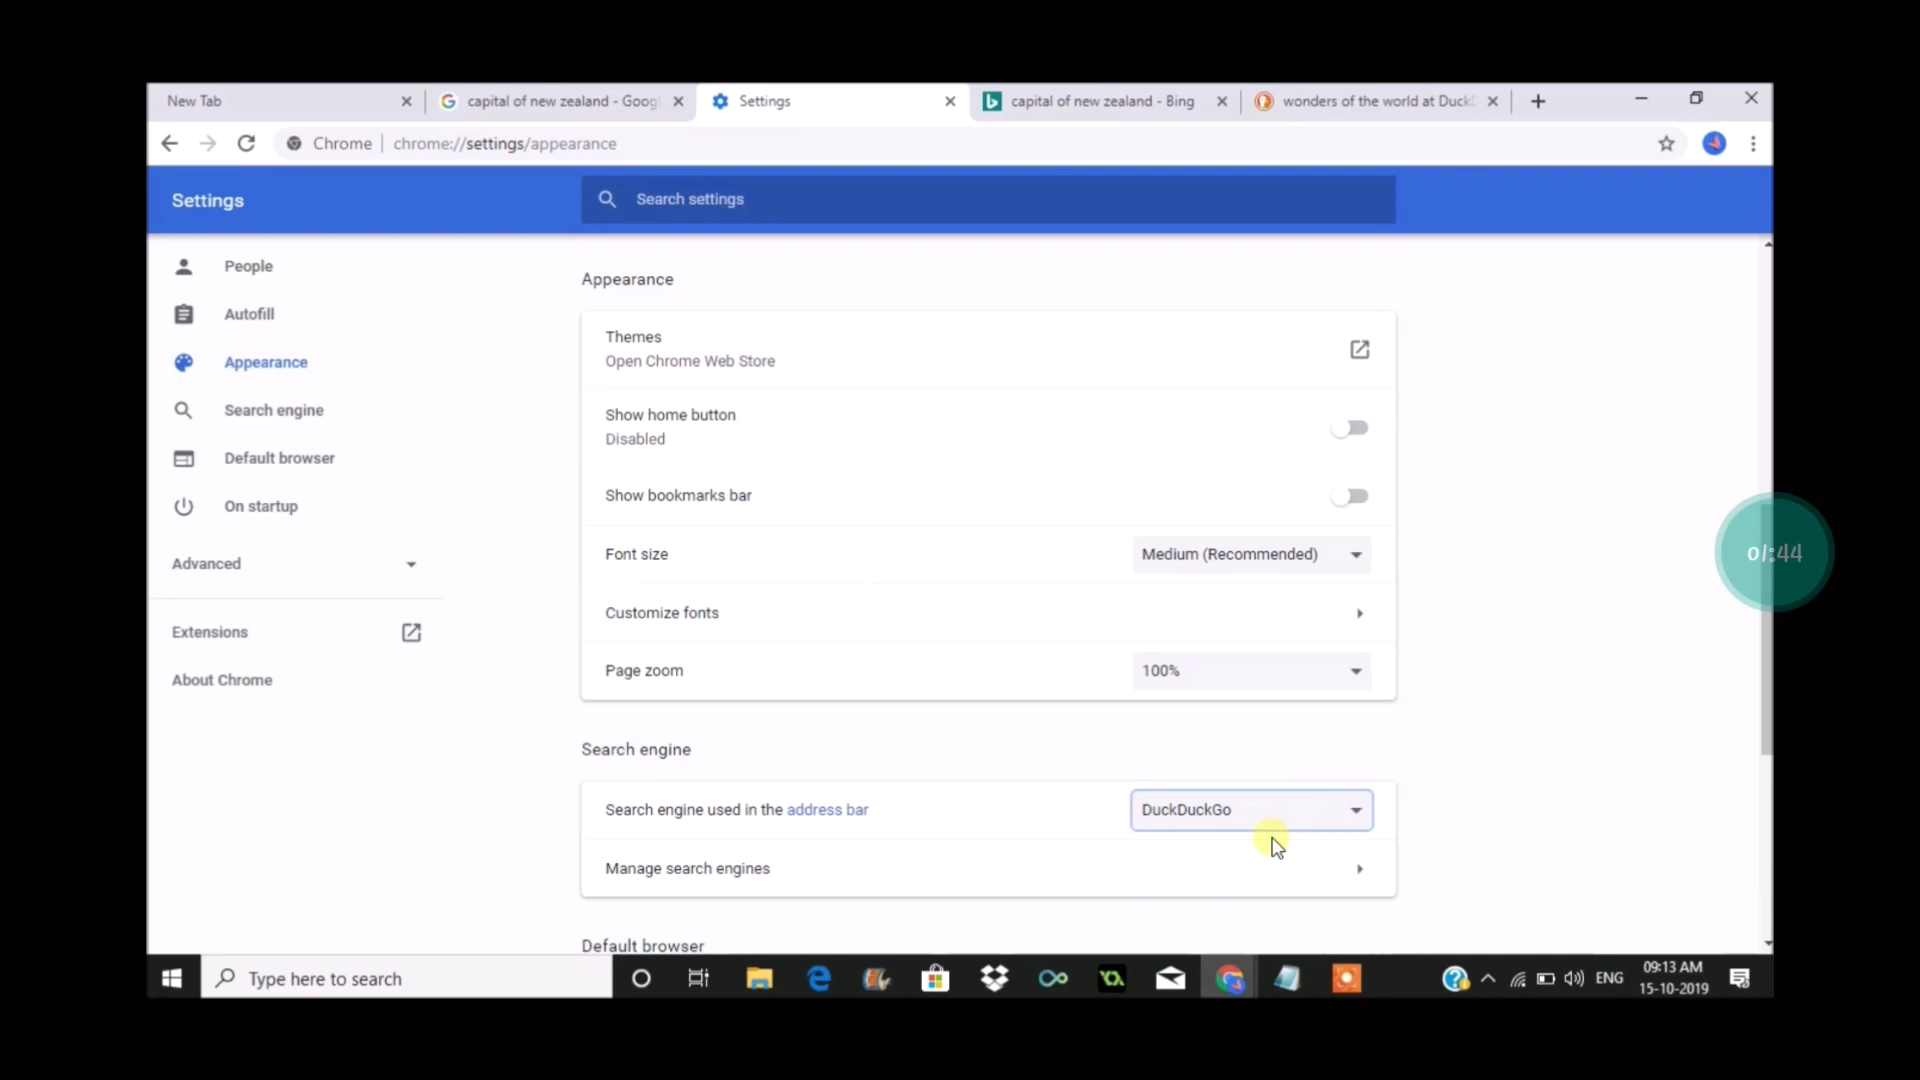 New Tab
capital of new zealand - Goog
Settings
capital of new zealand - Bing
wonders of the world at Duck
Chrome | chrome://settings/appearance
Settings
Search settings
People
Autofill
Appearance
Search engine
Default browser
On startup
Advanced
Extensions
About Chrome
Appearance
Themes
Open Chrome Web Store
Show home button
Disabled
Show bookmarks bar
Font size
Medium (Recommended)
Customize fonts
Page zoom
100%
Search engine
Search engine used in the address bar
DuckDuckGo
Manage search engines
Default browser
01:44
Type here to search
ENG
09:13 AM
15-10-2019